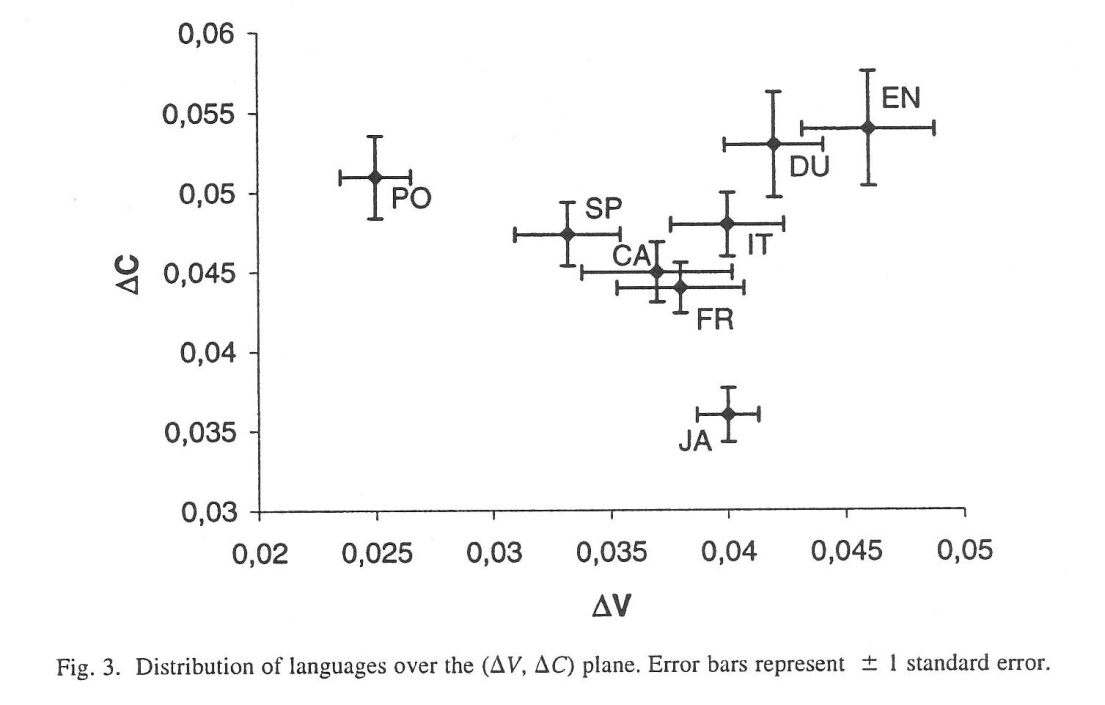 0,06
EN
0,055
DU
PO
0,05
SP
IT
CA
ΔC
0,045
FR
0,04
0,035
JA
0,03
0,02 0,025 0,03 0,035 0,04 0,045 0,05
ΔV
Fig. 3. Distribution of languages over the (ΔV, ΔC) plane. Error bars represent ± 1 standard error.